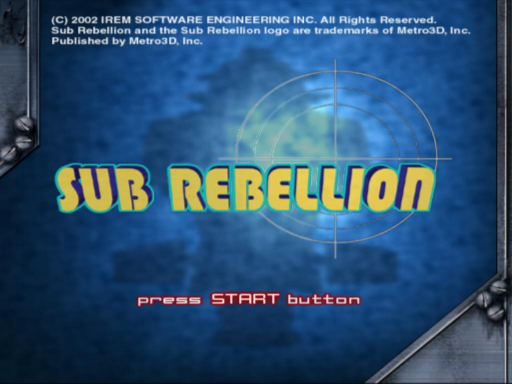 (C) 2002 IREM SOFTWARE ENGINEERING INC. All Rights Reserved.
Sub Rebellion and the Sub Rebellion logo are trademarks of Metro3D, Inc.
Published by Metro3D, Inc.
SUB REBELLION
press START button